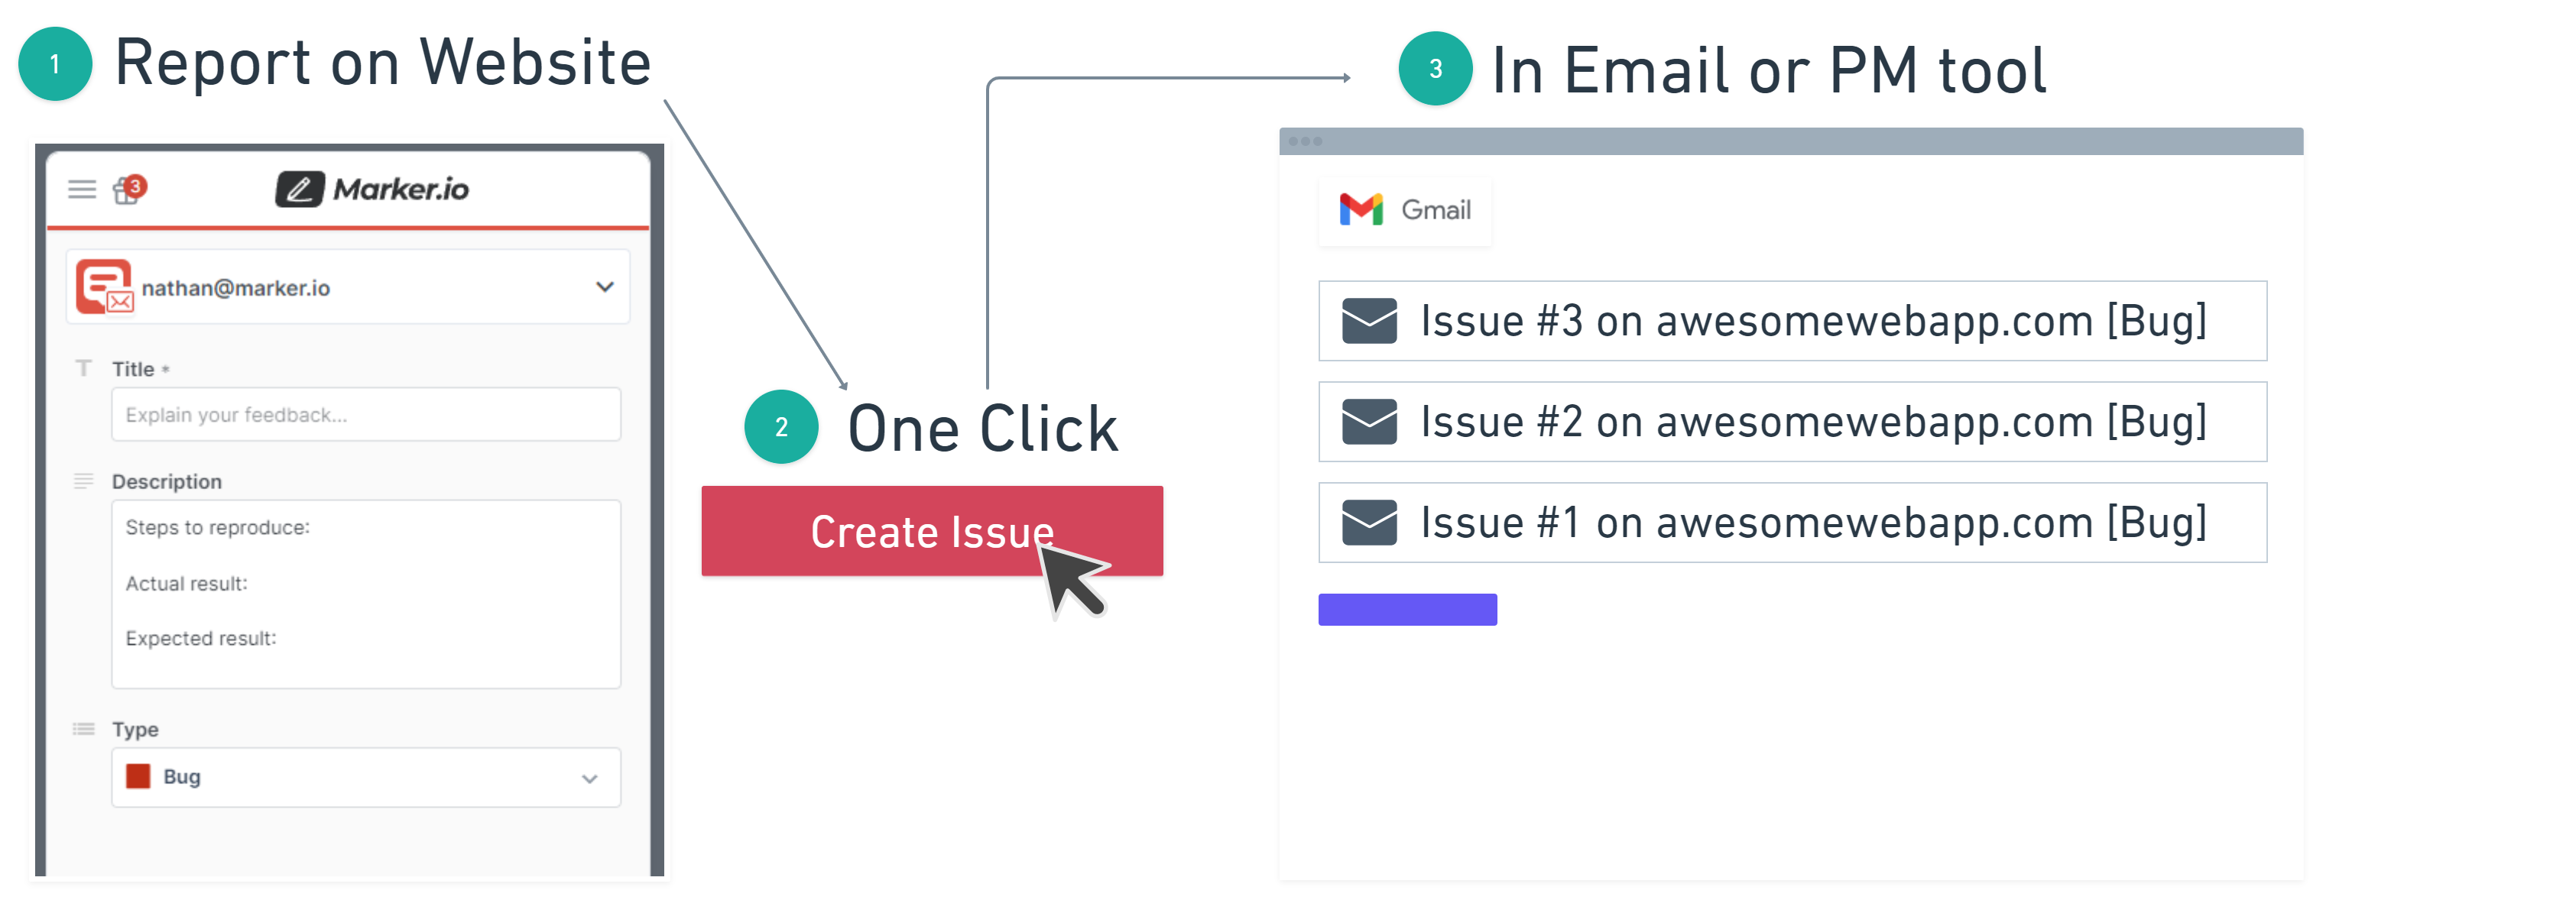 1 Report on Website
3
Marker.io
nathan@marker.io
T Title *
Explain your feedback...
Description
Steps to reproduce:
Actual result:
Expected result:
Type
Bug
2 One Click
Create Issue
3 In Email or PM tool
Gmail
Issue #3 on awesomewebapp.com [Bug]
Issue #2 on awesomewebapp.com [Bug]
Issue #1 on awesomewebapp.com [Bug]